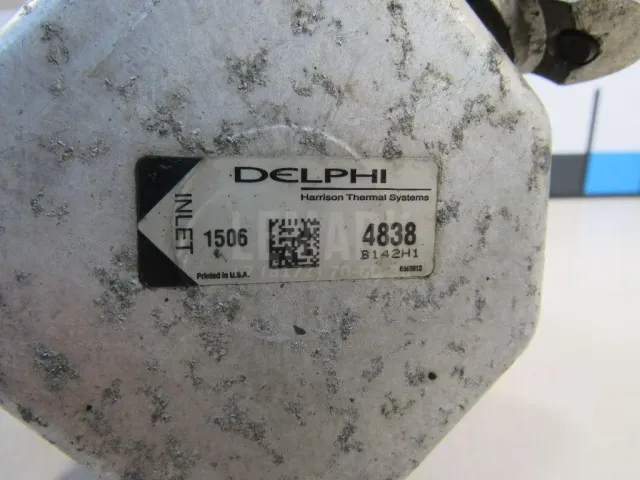 DELPHI
Harrison Thermal Systems
INLET
1506
4838
B142H1
Printed in U.S.A.